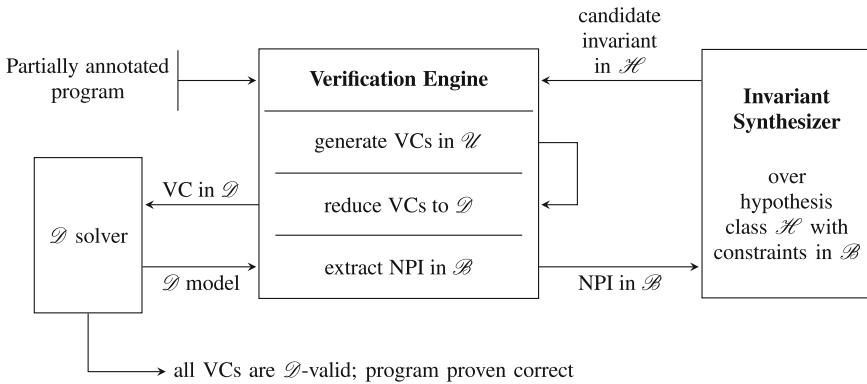 Partially annotated
program
Verification Engine
generate VCs in 𝒰
reduce VCs to 𝒟
extract NPI in ℬ
candidate
invariant
in ℋ
Invariant
Synthesizer
over
hypothesis
class ℋ with
constraints in ℬ
𝒟 solver
VC in 𝒟
𝒟 model
NPI in ℬ
all VCs are 𝒟-valid; program proven correct